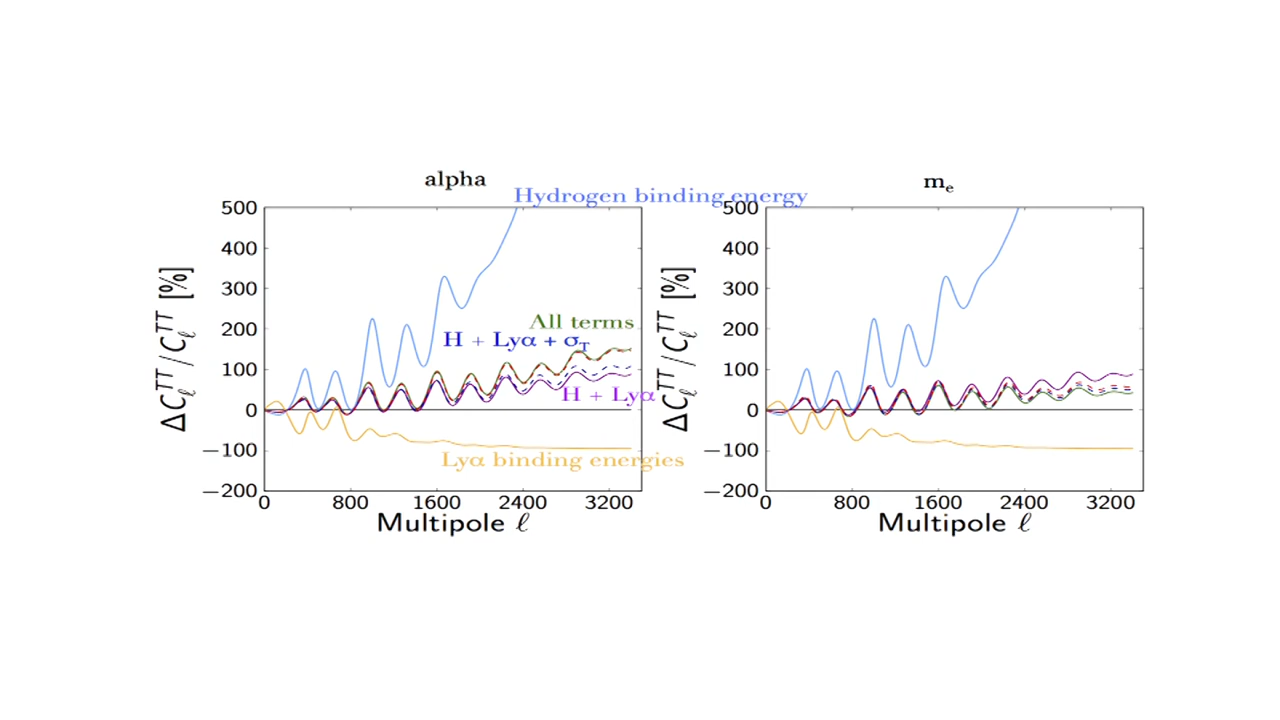 alpha
Hydrogen binding energy
500
400
300
200
100
0
−100
−200
ΔC_ℓ^TT / C_ℓ^TT [%]
All terms
H + Lyα + σ_T
H + Lyα
Lyα binding energies
0 800 1600 2400 3200
Multipole ℓ
m_e
500
400
300
200
100
0
−100
−200
ΔC_ℓ^TT / C_ℓ^TT [%]
0 800 1600 2400 3200
Multipole ℓ